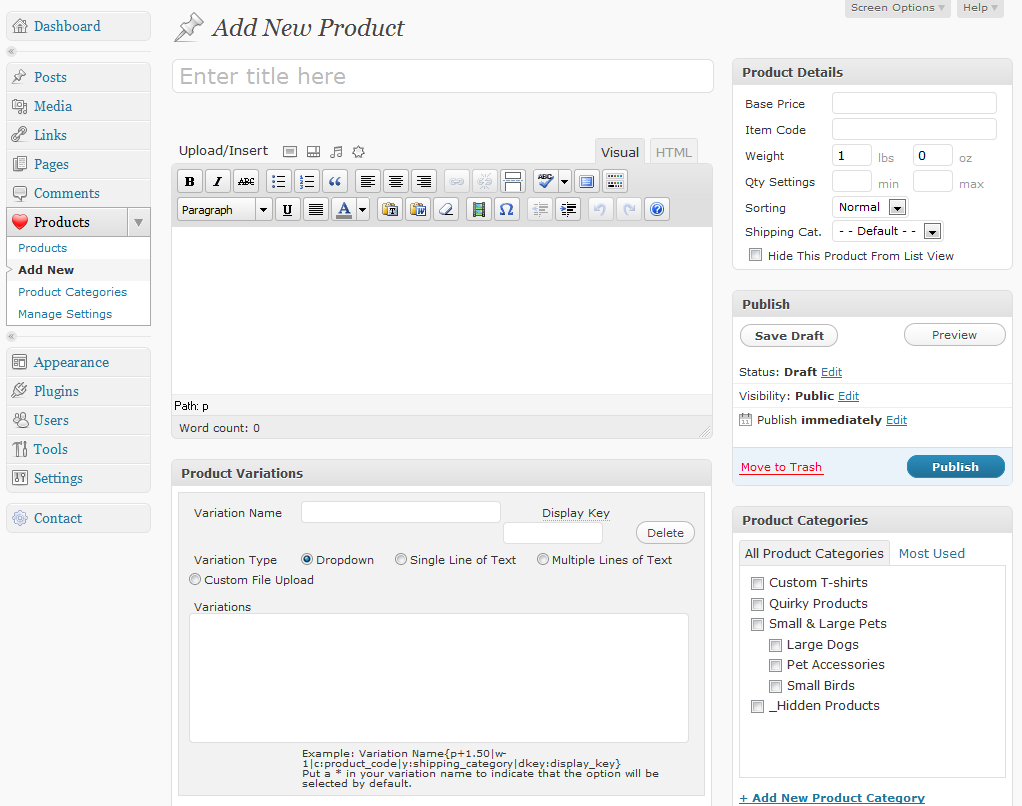 Screen Options
Help
Dashboard
Posts
Media
Links
Pages
Comments
Products
Products
Add New
Product Categories
Manage Settings
Appearance
Plugins
Users
Tools
Settings
Contact
Add New Product
Enter title here
Upload/Insert
Visual
HTML
B I ABC “ ABC
Paragraph U A T W Ω ?
Path: p
Word count: 0
Product Variations
Variation Name
Display Key
Delete
Variation Type Dropdown Single Line of Text Multiple Lines of Text
Custom File Upload
Variations
Example: Variation Name{p+1.50|w-
1|c:product_code|y:shipping_category|dkey:display_key}
Put a * in your variation name to indicate that the option will be
selected by default.
Product Details
Base Price
Item Code
Weight 1 lbs 0 oz
Qty Settings min max
Sorting Normal
Shipping Cat. - - Default - -
Hide This Product From List View
Publish
Save Draft
Preview
Status: Draft Edit
Visibility: Public Edit
Publish immediately Edit
Move to Trash
Publish
Product Categories
All Product Categories
Most Used
Custom T-shirts
Quirky Products
Small & Large Pets
Large Dogs
Pet Accessories
Small Birds
_Hidden Products
+ Add New Product Category